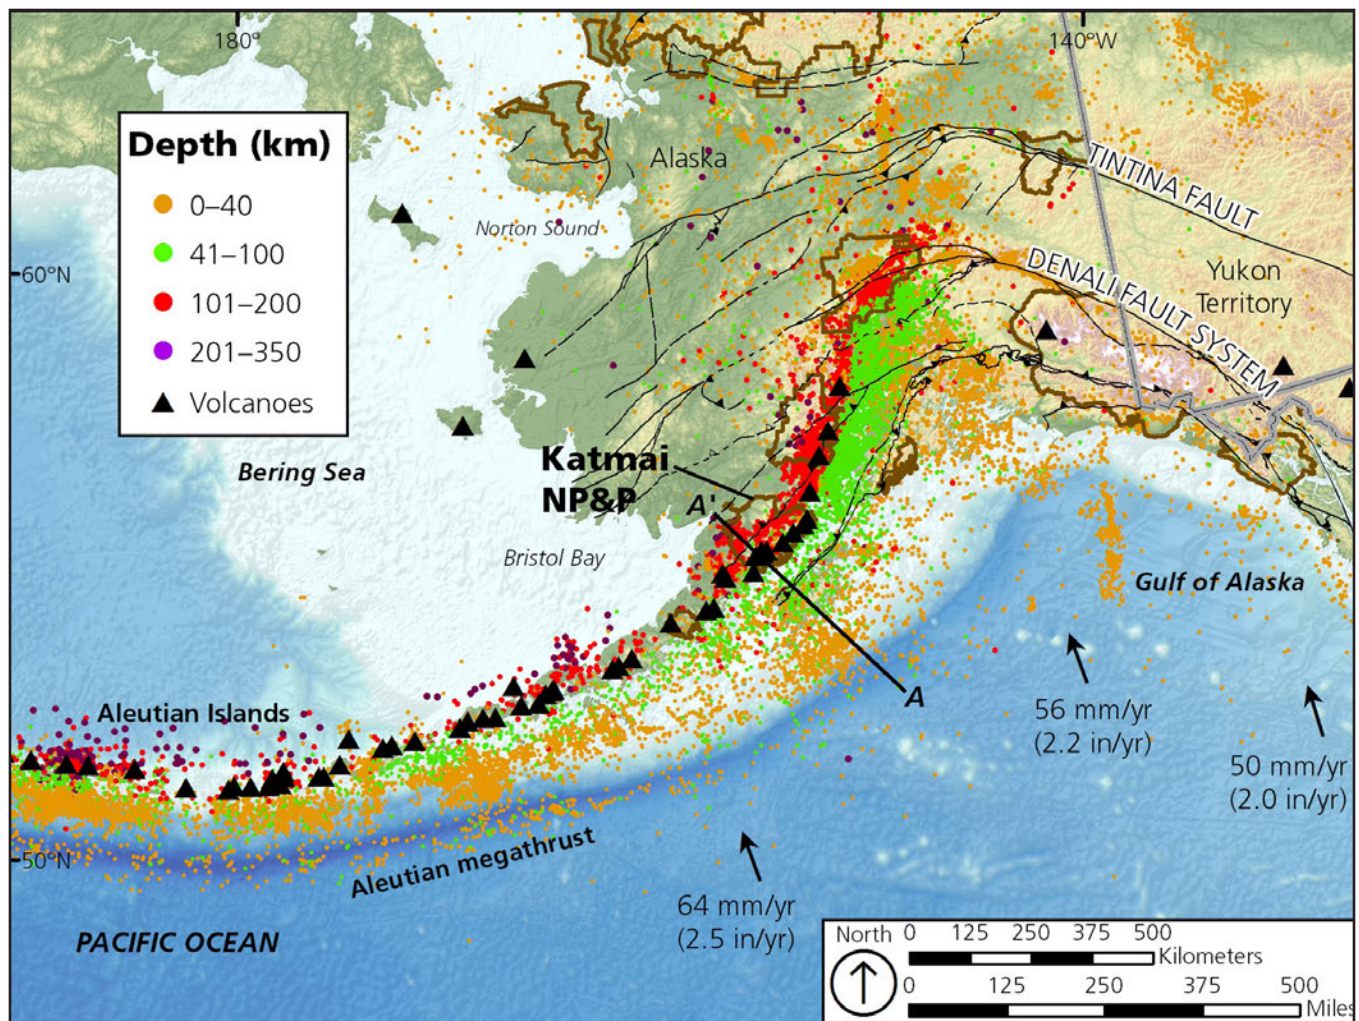 180°
140°W
Depth (km)
0–40
41–100
101–200
201–350
Volcanoes
Alaska
Norton Sound
TINTINA FAULT
60°N
DENALI FAULT SYSTEM
Yukon
Territory
Bering Sea
Katmai
NP&P
A'
Bristol Bay
Gulf of Alaska
A
Aleutian Islands
56 mm/yr
(2.2 in/yr)
50 mm/yr
(2.0 in/yr)
50°N
Aleutian megathrust
64 mm/yr
(2.5 in/yr)
PACIFIC OCEAN
North
0 125 250 375 500
Kilometers
0 125 250 375 500
Miles